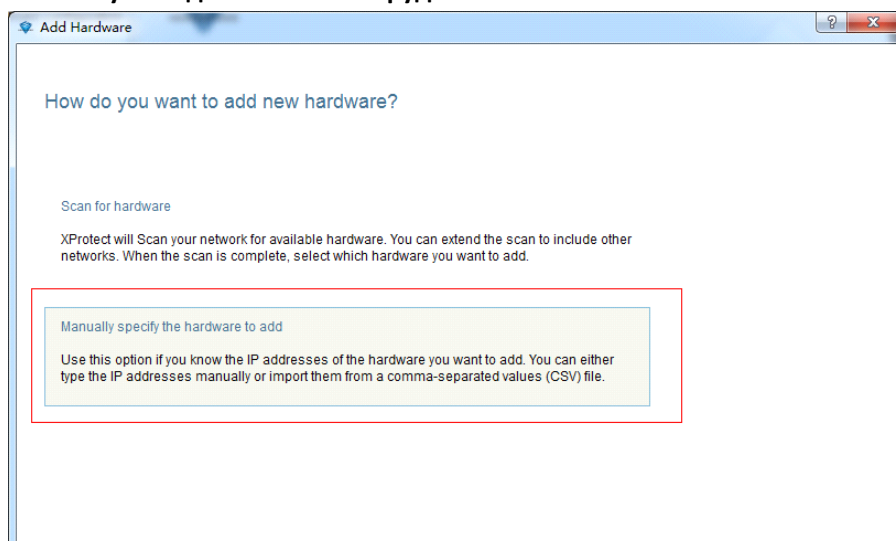 Add Hardware
How do you want to add new hardware?
Scan for hardware
XProtect will Scan your network for available hardware. You can extend the scan to include other
networks. When the scan is complete, select which hardware you want to add.
Manually specify the hardware to add
Use this option if you know the IP addresses of the hardware you want to add. You can either
type the IP addresses manually or import them from a comma-separated values (CSV) file.